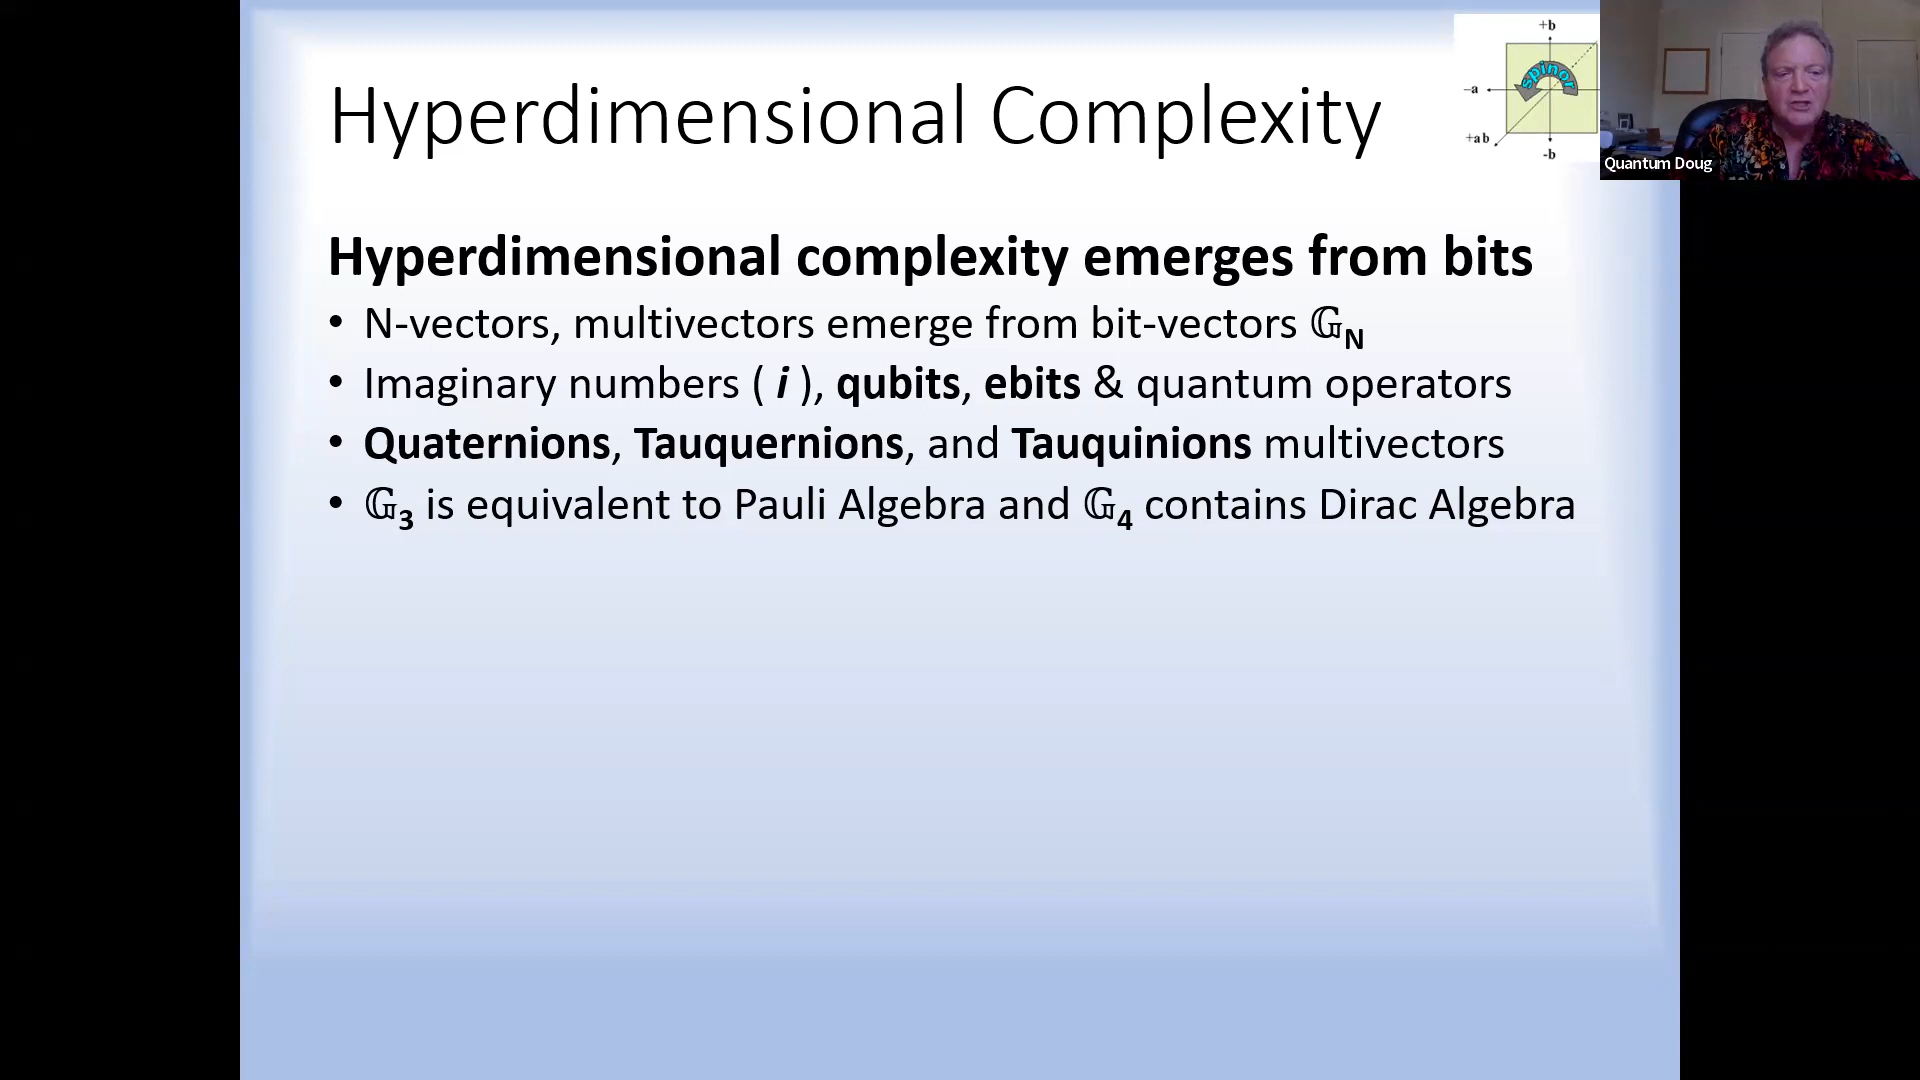 Hyperdimensional Complexity
+b
spinor
–a
+ab
-b
Quantum Doug
Hyperdimensional complexity emerges from bits
• N-vectors, multivectors emerge from bit-vectors 𝔾N
• Imaginary numbers ( i ), qubits, ebits & quantum operators
• Quaternions, Tauquernions, and Tauquinions multivectors
• 𝔾3 is equivalent to Pauli Algebra and 𝔾4 contains Dirac Algebra